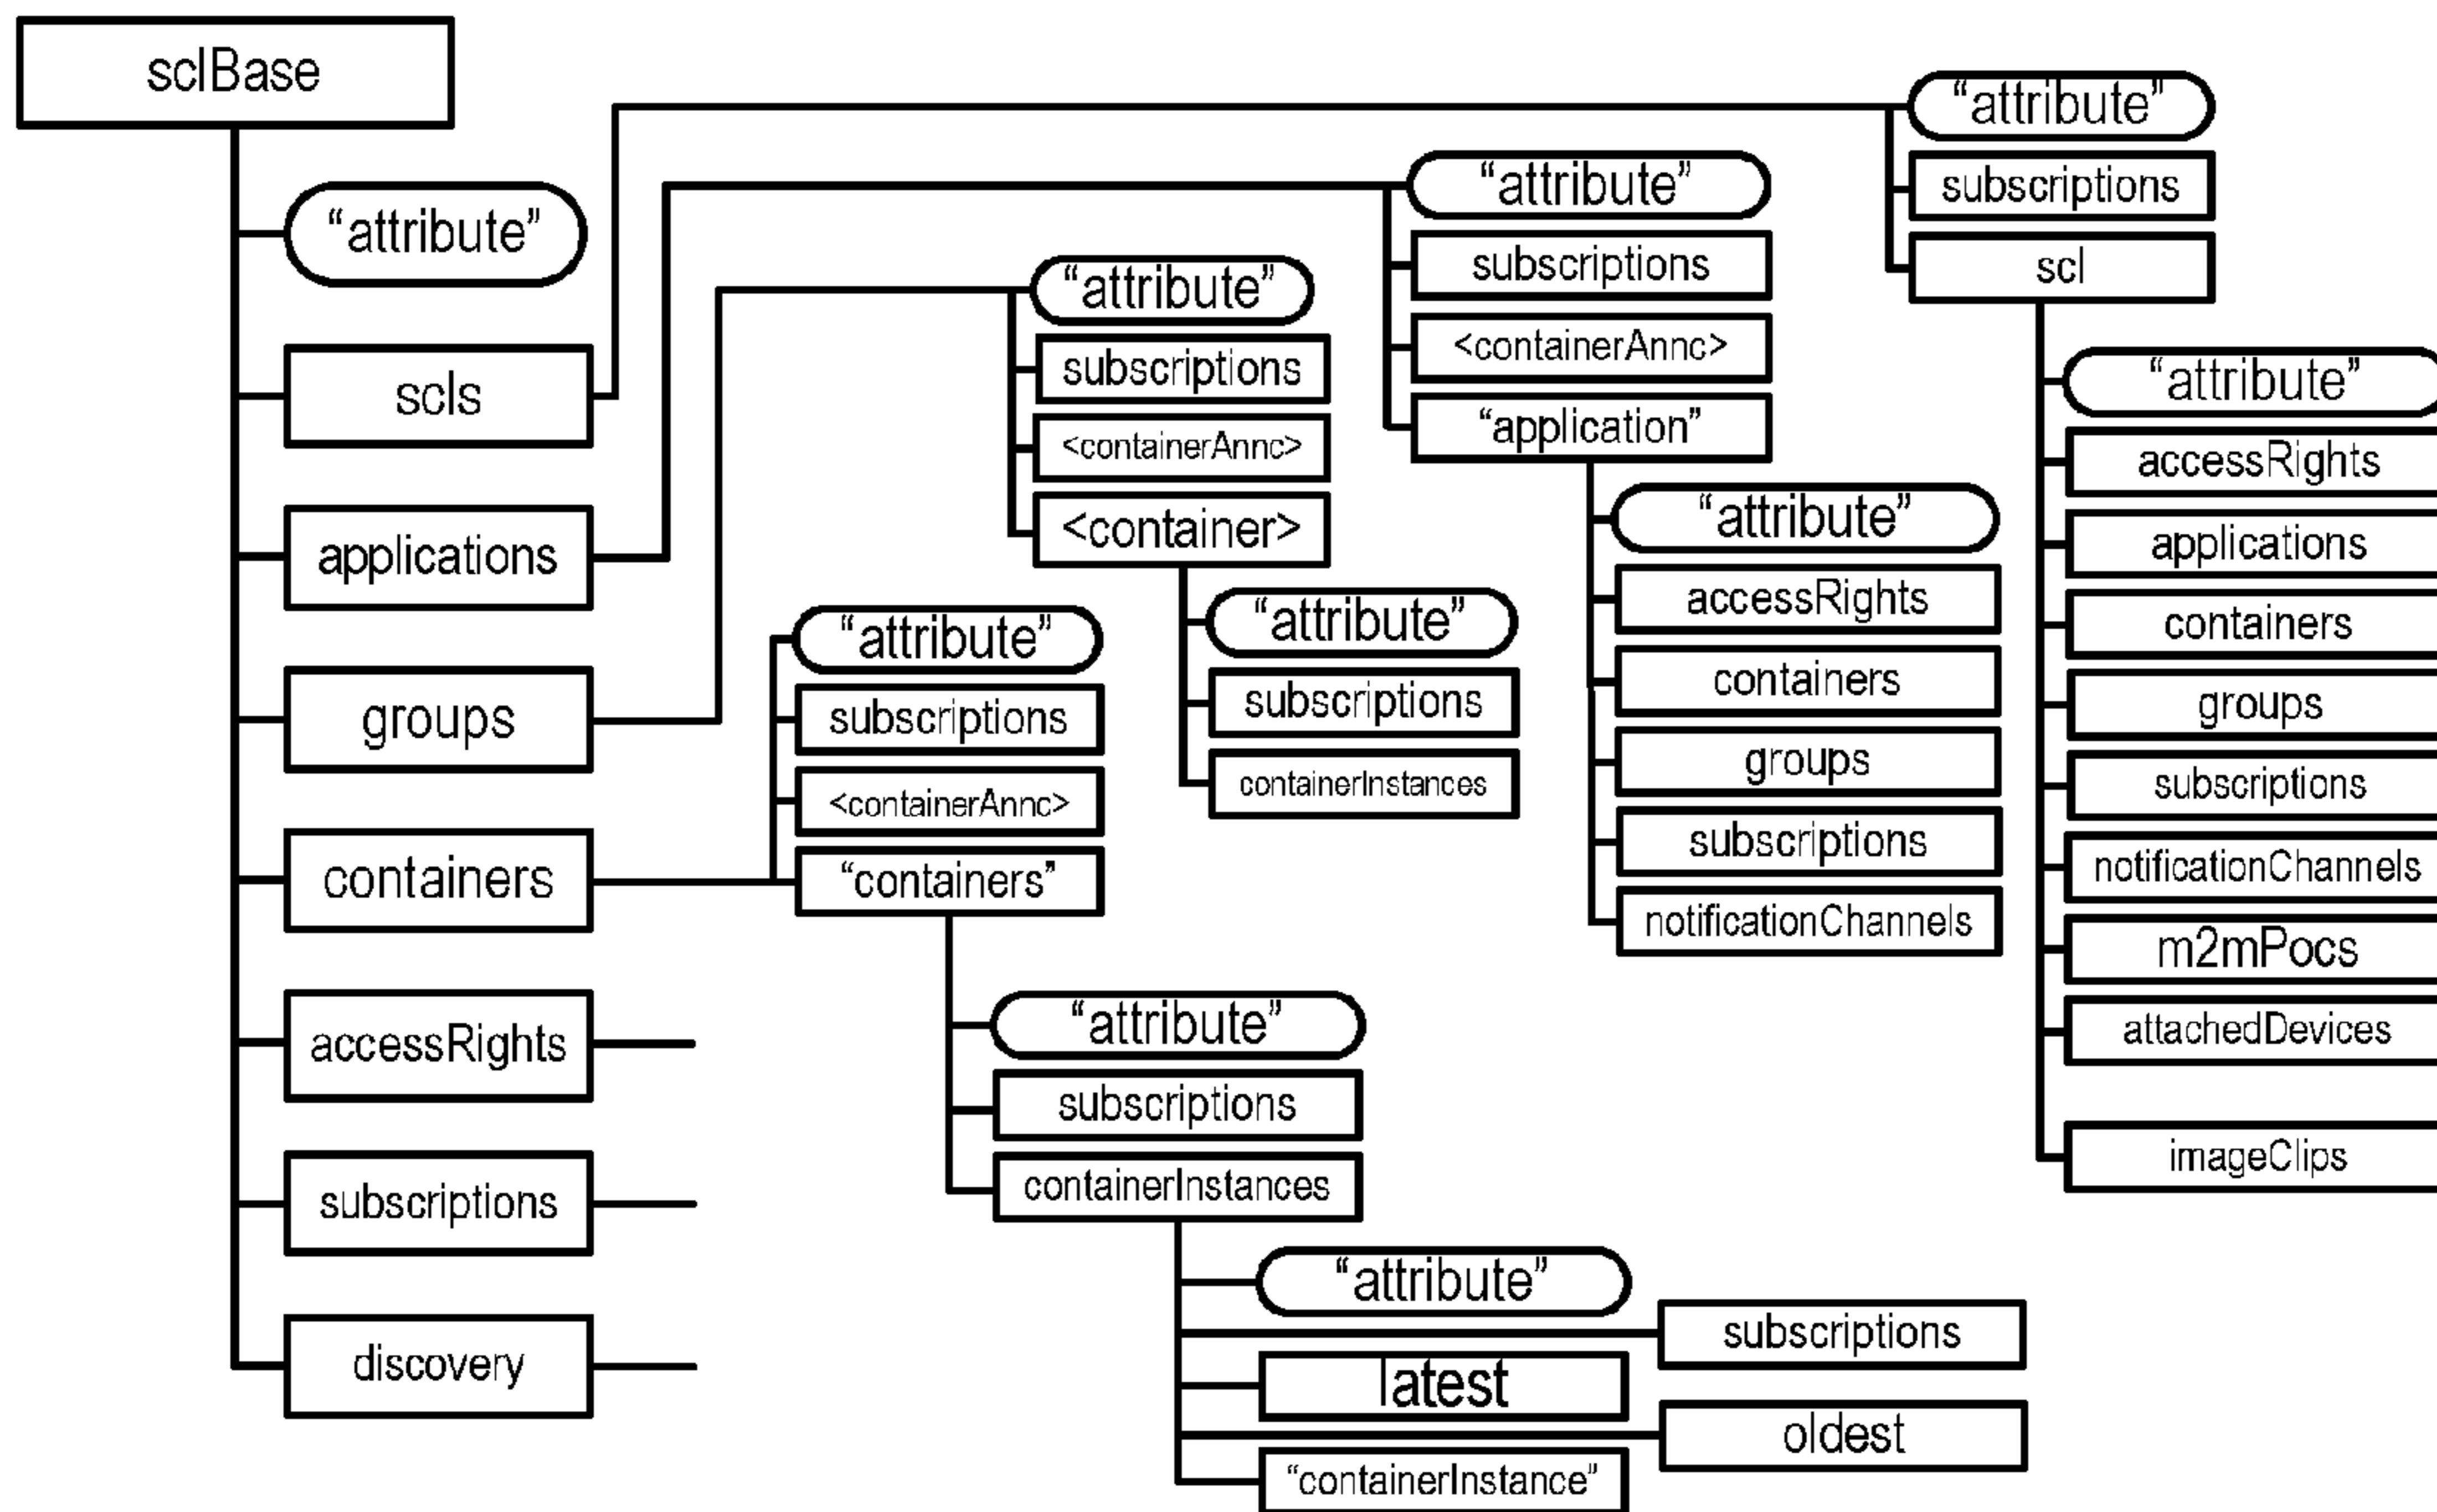 sclBase
“attribute”
scls
applications
groups
containers
accessRights
subscriptions
discovery
“attribute”
subscriptions
<containerAnnc>
“containers”
“attribute”
subscriptions
containerInstances
“attribute”
subscriptions
latest
oldest
“containerInstance”
“attribute”
subscriptions
<containerAnnc>
<container>
“attribute”
subscriptions
containerInstances
“attribute”
subscriptions
<containerAnnc>
“application”
“attribute”
accessRights
containers
groups
subscriptions
notificationChannels
“attribute”
subscriptions
scl
“attribute”
accessRights
applications
containers
groups
subscriptions
notificationChannels
m2mPocs
attachedDevices
imageClips